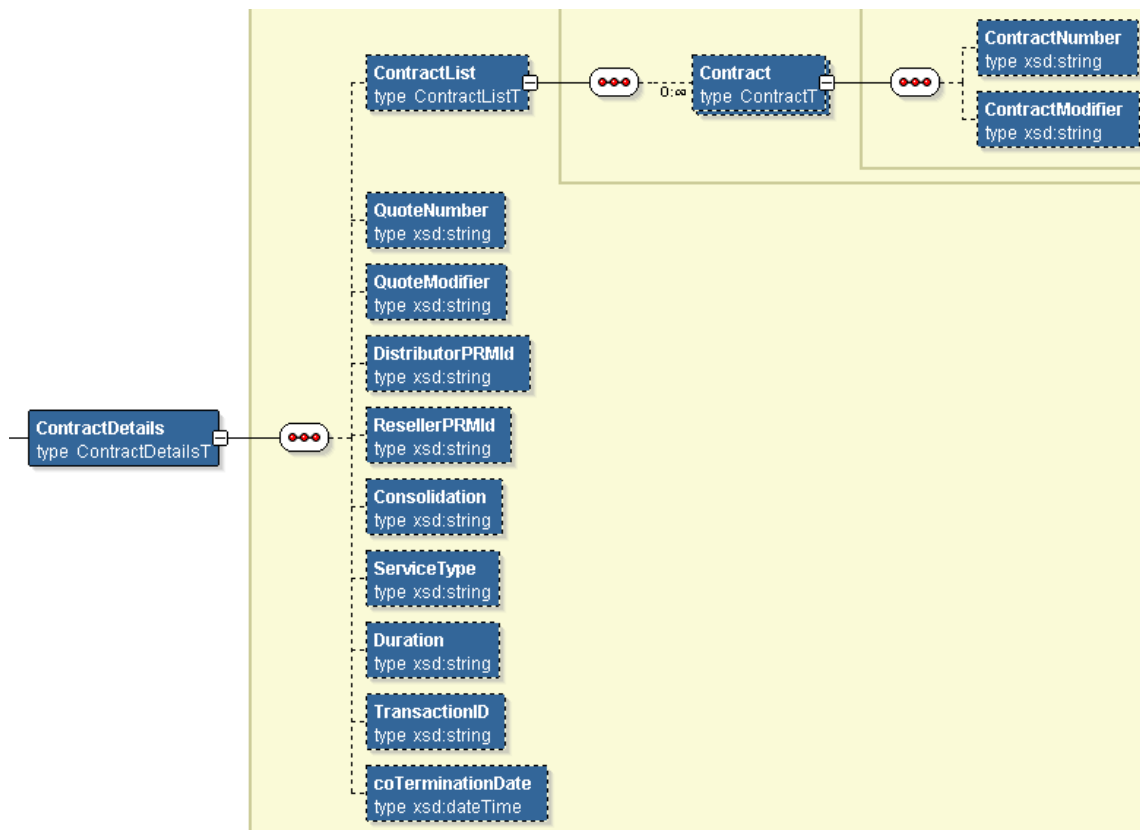 ContractList
type ContractListT
0:∞
Contract
type ContractT
ContractNumber
type xsd:string
ContractModifier
type xsd:string
QuoteNumber
type xsd:string
QuoteModifier
type xsd:string
DistributorPRMId
type xsd:string
ResellerPRMId
type xsd:string
ContractDetails
type ContractDetailsT
Consolidation
type xsd:string
ServiceType
type xsd:string
Duration
type xsd:string
TransactionID
type xsd:string
coTerminationDate
type xsd:dateTime